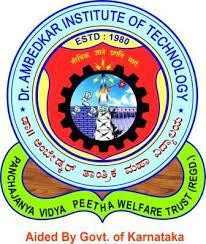 Dr. AMBEDKAR INSTITUTE OF TECHNOLOGY
ESTD : 1980
ज्ञाने प्रगति
ಡಾ|| ಅಂಬೇಡ್ಕರ್ ತಾಂತ್ರಿಕ ಮಹಾ ವಿದ್ಯಾಲಯ
PANCHAJANYA VIDYA PEETHA WELFARE TRUST (REGD.)
Aided By Govt. of Karnataka